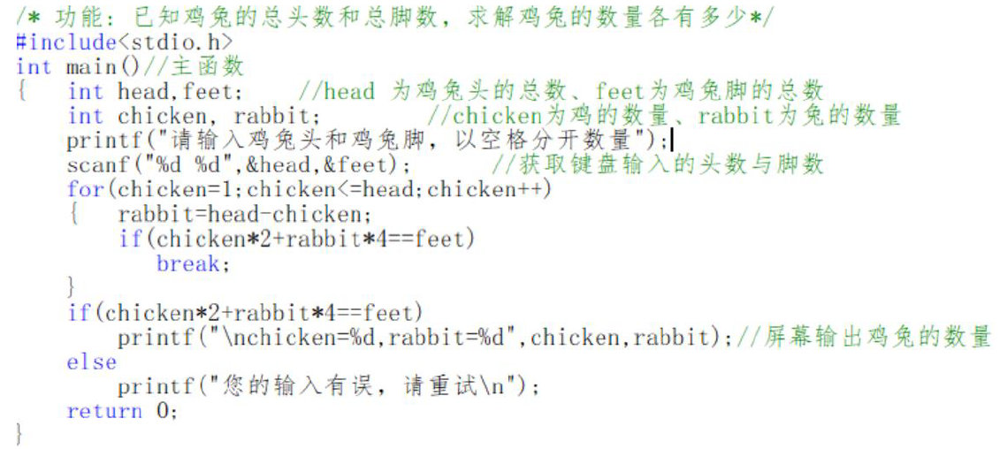 /* 功能：已知鸡兔的总头数和总脚数，求解鸡兔的数量各有多少*/
#include<stdio.h>
int main()//主函数
{   int head,feet;    //head 为鸡兔头的总数、feet为鸡兔脚的总数
    int chicken, rabbit;        //chicken为鸡的数量、rabbit为兔的数量
    printf("请输入鸡兔头和鸡兔脚，以空格分开数量");
    scanf("%d %d",&head,&feet);      //获取键盘输入的头数与脚数
    for(chicken=1;chicken<=head;chicken++)
    {   rabbit=head-chicken;
        if(chicken*2+rabbit*4==feet)
           break;
    }
    if(chicken*2+rabbit*4==feet)
        printf("\nchicken=%d,rabbit=%d",chicken,rabbit);//屏幕输出鸡兔的数量
    else
        printf("您的输入有误，请重试\n");
    return 0;
}